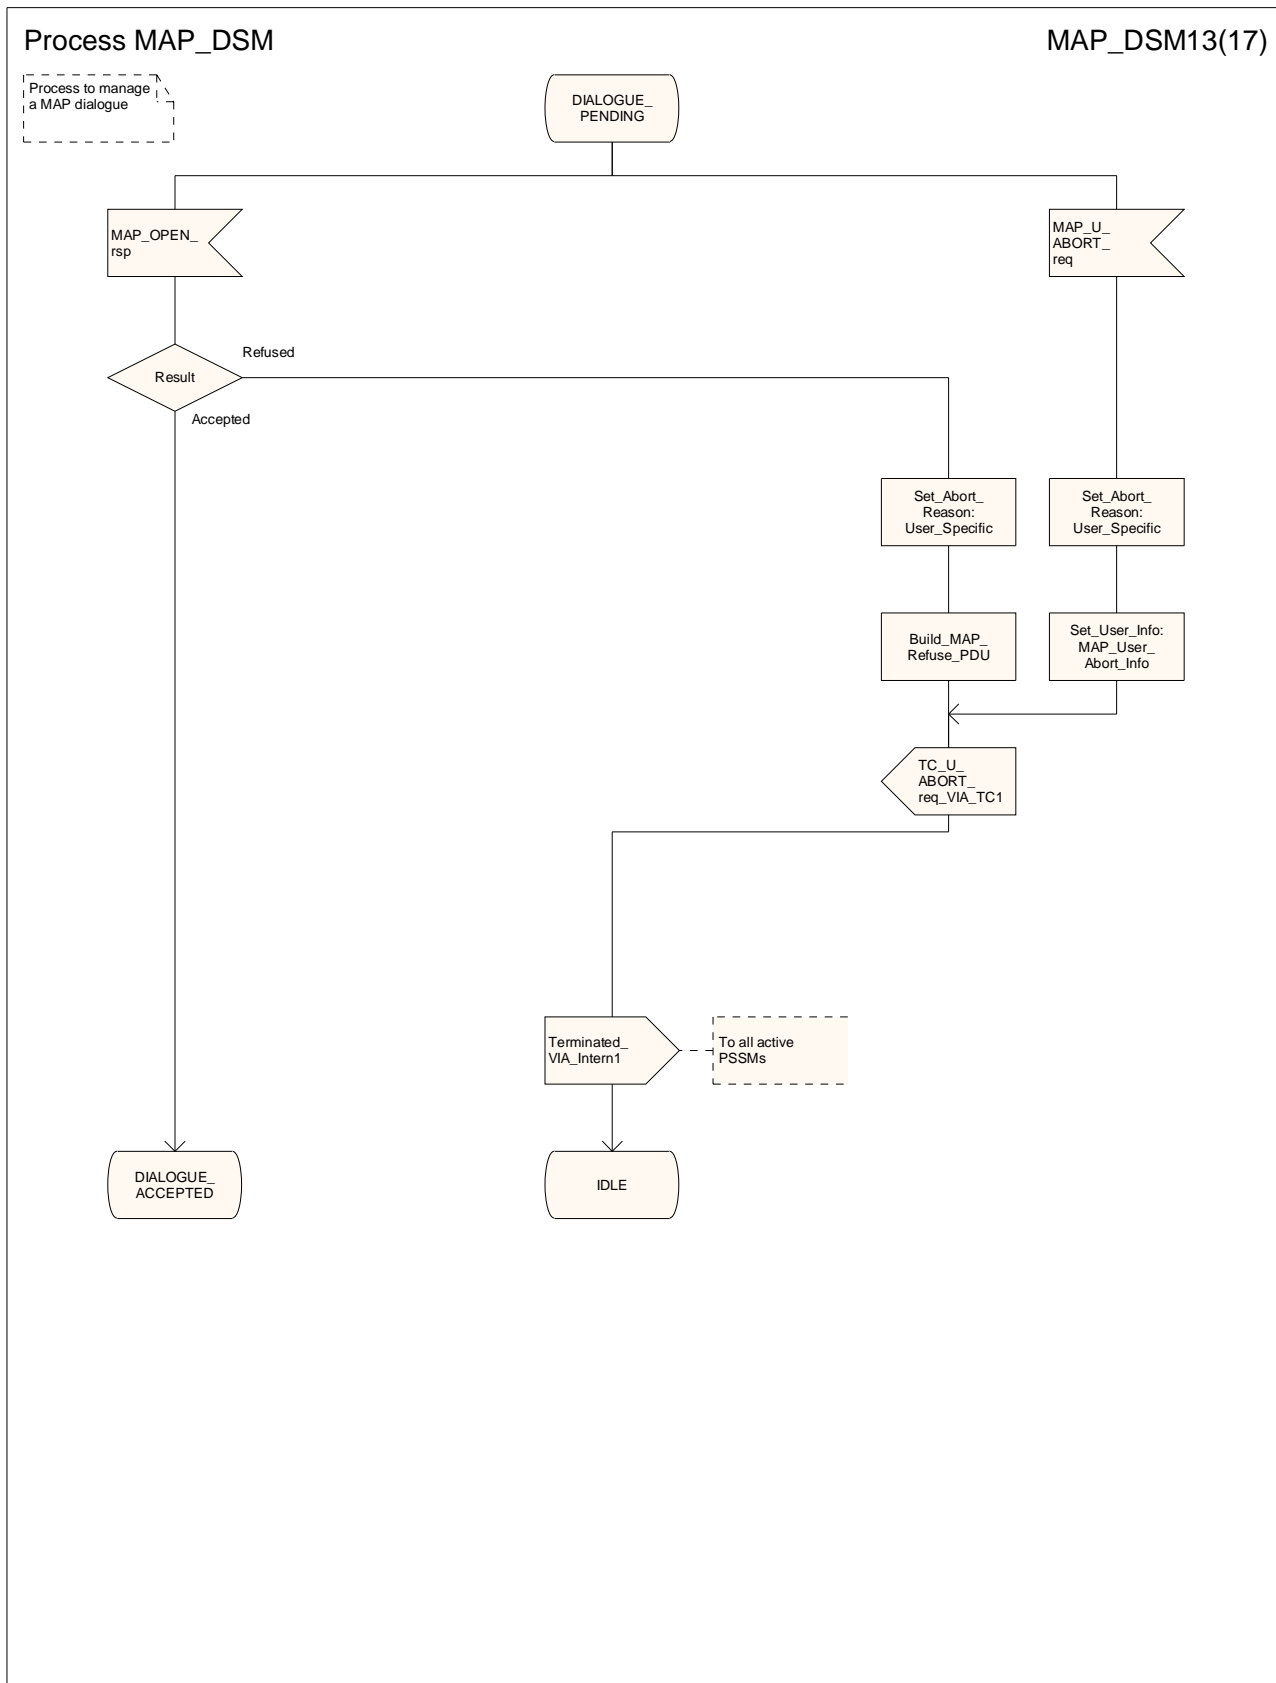 Process MAP_DSM
MAP_DSM13(17)
Process to manage
a MAP dialogue
DIALOGUE_
PENDING
MAP_OPEN_
rsp
MAP_U_
ABORT_
req
Result
Refused
Accepted
Set_Abort_
Reason:
User_Specific
Set_Abort_
Reason:
User_Specific
Build_MAP_
Refuse_PDU
Set_User_Info:
MAP_User_
Abort_Info
TC_U_
ABORT_
req_VIA_TC1
Terminated_
VIA_Intern1
To all active
PSSMs
DIALOGUE_
ACCEPTED
IDLE